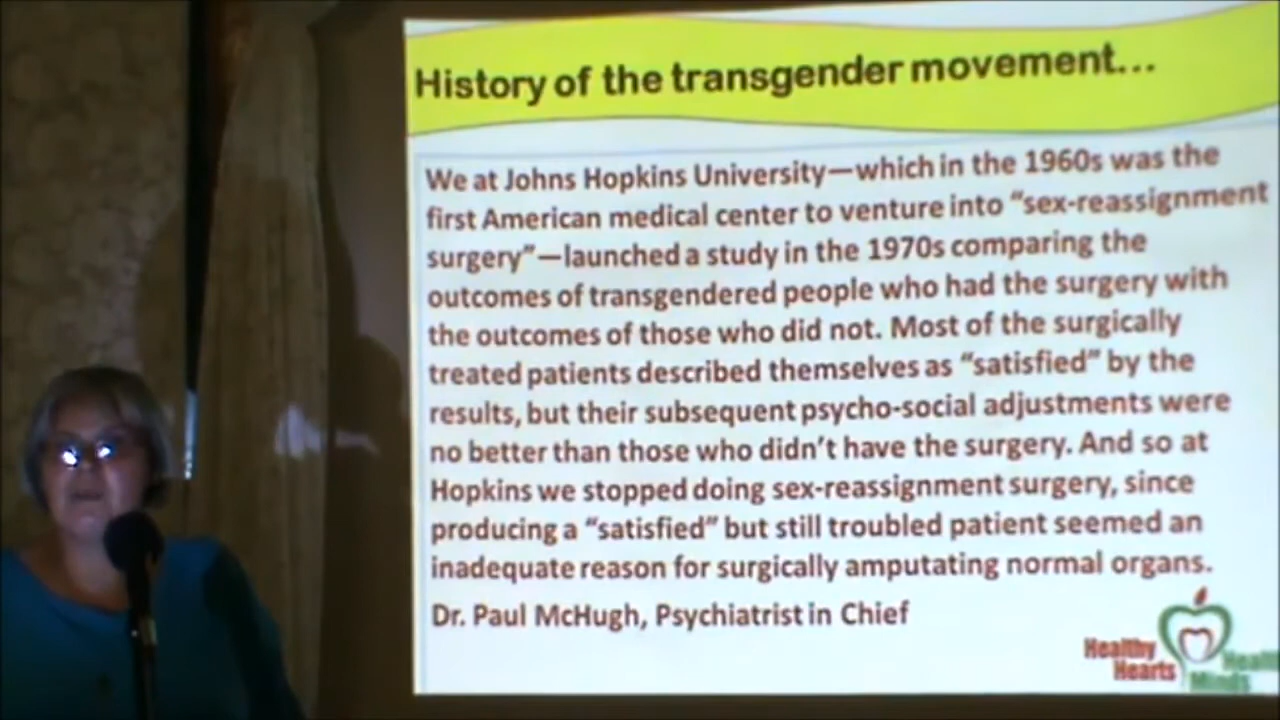 History of the transgender movement...
We at Johns Hopkins University—which in the 1960s was the
first American medical center to venture into “sex-reassignment
surgery”—launched a study in the 1970s comparing the
outcomes of transgendered people who had the surgery with
the outcomes of those who did not. Most of the surgically
treated patients described themselves as “satisfied” by the
results, but their subsequent psycho-social adjustments were
no better than those who didn’t have the surgery. And so at
Hopkins we stopped doing sex-reassignment surgery, since
producing a “satisfied” but still troubled patient seemed an
inadequate reason for surgically amputating normal organs.
Dr. Paul McHugh, Psychiatrist in Chief
Healthy
Hearts
Minds